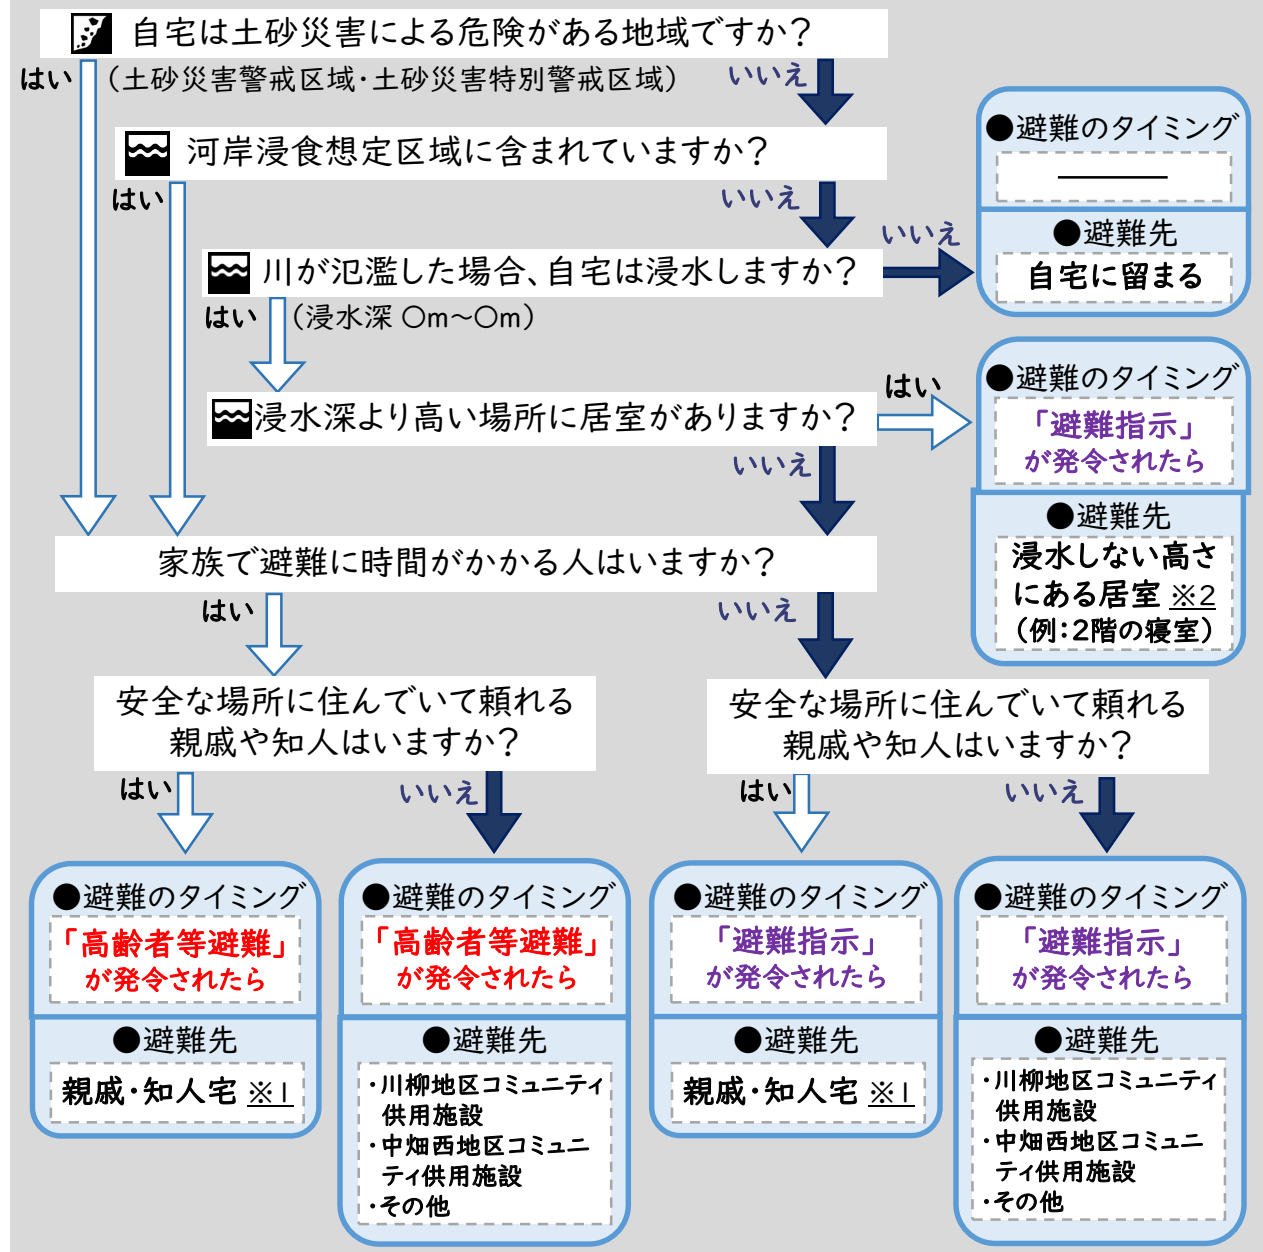 自宅は土砂災害による危険がある地域ですか？
はい
（土砂災害警戒区域・土砂災害特別警戒区域）
いいえ
河岸浸食想定区域に含まれていますか？
はい
いいえ
川が氾濫した場合、自宅は浸水しますか？
いいえ
はい
（浸水深 〇m～〇m）
●避難のタイミング
●避難先
自宅に留まる
浸水深より高い場所に居室がありますか？
はい
いいえ
●避難のタイミング
「避難指示」
が発令されたら
●避難先
浸水しない高さ
にある居室 ※2
（例：2階の寝室）
家族で避難に時間がかかる人はいますか？
はい
いいえ
安全な場所に住んでいて頼れる
親戚や知人はいますか？
はい
いいえ
安全な場所に住んでいて頼れる
親戚や知人はいますか？
はい
いいえ
●避難のタイミング
「高齢者等避難」
が発令されたら
●避難先
親戚・知人宅 ※1
●避難のタイミング
「高齢者等避難」
が発令されたら
●避難先
・川柳地区コミュニティ
供用施設
・中畑西地区コミュニ
ティ供用施設
・その他
●避難のタイミング
「避難指示」
が発令されたら
●避難先
親戚・知人宅 ※1
●避難のタイミング
「避難指示」
が発令されたら
●避難先
・川柳地区コミュニティ
供用施設
・中畑西地区コミュニ
ティ供用施設
・その他